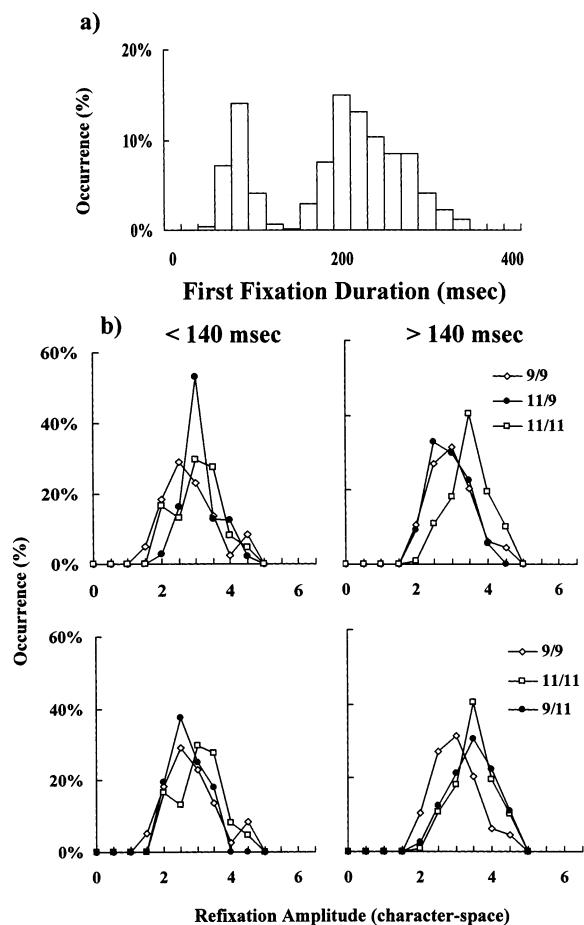 a)
20%
10%
0%
Occurrence (%)
0 200 400
First Fixation Duration (msec)
b)
< 140 msec > 140 msec
60%
40%
20%
0%
9/9
11/9
11/11
0 2 4 6 0 2 4 6
Occurrence (%)
60%
40%
20%
0%
9/9
11/11
9/11
0 2 4 6 0 2 4 6
Refixation Amplitude (character-space)